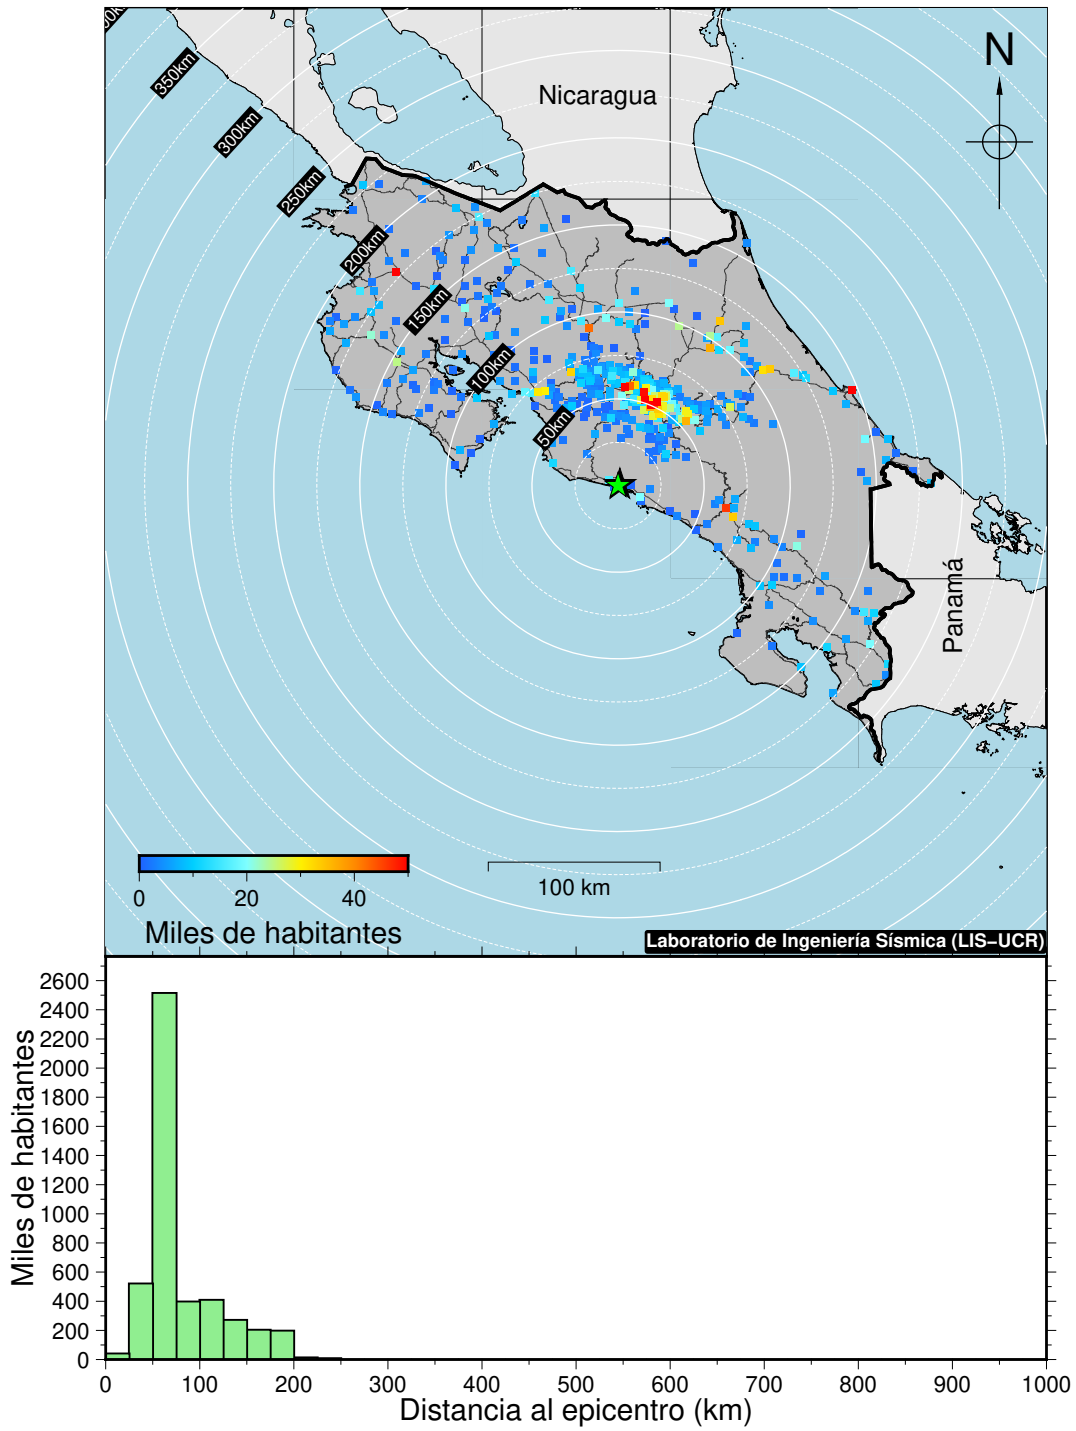 00km
350km
300km
250km
200km
150km
100km
50km
Nicaragua
N
Panamá
0
20
40
Miles de habitantes
100 km
Laboratorio de Ingeniería Sísmica (LIS−UCR)
Miles de habitantes
2600
2400
2200
2000
1800
1600
1400
1200
1000
800
600
400
200
0
0
100
200
300
400
500
600
700
800
900
1000
Distancia al epicentro (km)